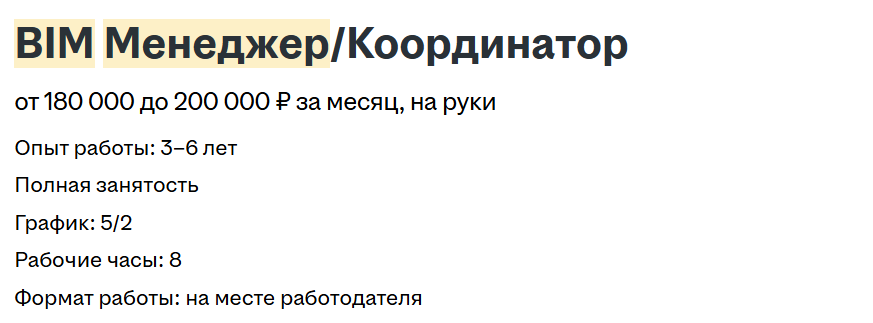 BIM Менеджер/Координатор
от 180 000 до 200 000 ₽ за месяц, на руки
Опыт работы: 3–6 лет
Полная занятость
График: 5/2
Рабочие часы: 8
Формат работы: на месте работодателя